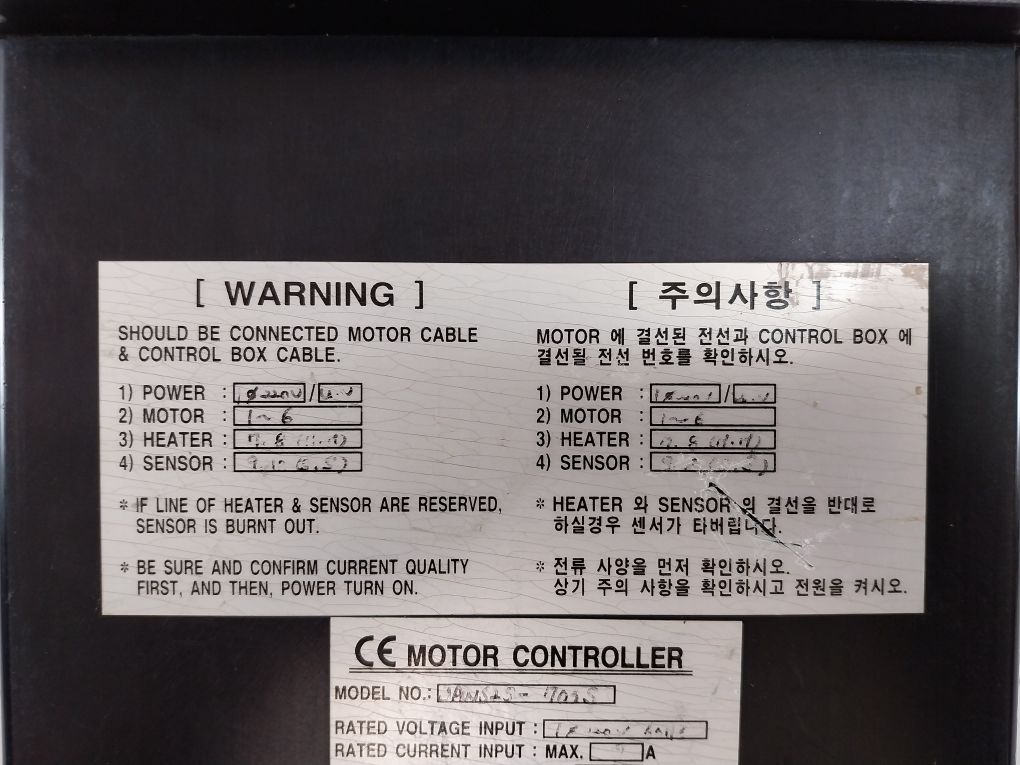 [ WARNING ]
SHOULD BE CONNECTED MOTOR CABLE
& CONTROL BOX CABLE.
1) POWER : /
2) MOTOR : 1~6
3) HEATER :
4) SENSOR :
* IF LINE OF HEATER & SENSOR ARE RESERVED,
SENSOR IS BURNT OUT.
* BE SURE AND CONFIRM CURRENT QUALITY
FIRST, AND THEN, POWER TURN ON.
[ 주의사항 ]
MOTOR 에 결선된 전선과 CONTROL BOX 에
결선될 전선 번호를 확인하시오.
1) POWER : /
2) MOTOR : 1~6
3) HEATER :
4) SENSOR :
* HEATER 와 SENSOR 의 결선을 반대로
하실경우 센서가 타버립니다.
* 전류 사양을 먼저 확인하시오.
상기 주의 사항을 확인하시고 전원을 켜시오.
CE MOTOR CONTROLLER
MODEL NO.:
RATED VOLTAGE INPUT :
RATED CURRENT INPUT : MAX. A